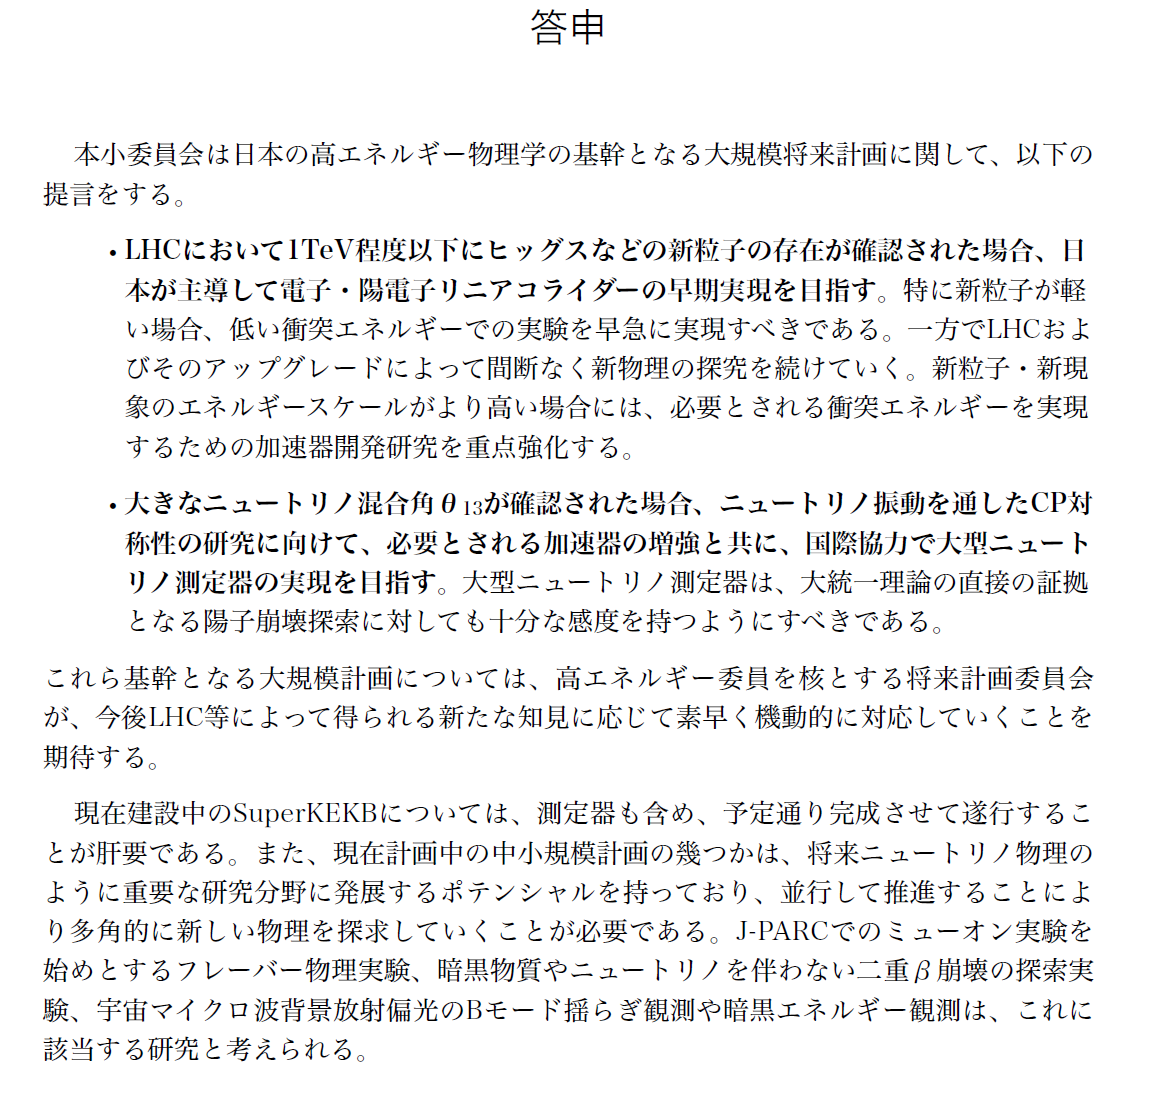 答申
本小委員会は日本の高エネルギー物理学の基幹となる大規模将来計画に関して、以下の
提言をする。
• LHCにおいて1TeV程度以下にヒッグスなどの新粒子の存在が確認された場合、日
本が主導して電子・陽電子リニアコライダーの早期実現を目指す。特に新粒子が軽
い場合、低い衝突エネルギーでの実験を早急に実現すべきである。一方でLHCおよ
びそのアップグレードによって間断なく新物理の探究を続けていく。新粒子・新現
象のエネルギースケールがより高い場合には、必要とされる衝突エネルギーを実現
するための加速器開発研究を重点強化する。
• 大きなニュートリノ混合角θ13が確認された場合、ニュートリノ振動を通したCP対
称性の研究に向けて、必要とされる加速器の増強と共に、国際協力で大型ニュート
リノ測定器の実現を目指す。大型ニュートリノ測定器は、大統一理論の直接の証拠
となる陽子崩壊探索に対しても十分な感度を持つようにすべきである。
これら基幹となる大規模計画については、高エネルギー委員を核とする将来計画委員会
が、今後LHC等によって得られる新たな知見に応じて素早く機動的に対応していくことを
期待する。
現在建設中のSuperKEKBについては、測定器も含め、予定通り完成させて遂行するこ
とが肝要である。また、現在計画中の中小規模計画の幾つかは、将来ニュートリノ物理の
ように重要な研究分野に発展するポテンシャルを持っており、並行して推進することによ
り多角的に新しい物理を探求していくことが必要である。J-PARCでのミューオン実験を
始めとするフレーバー物理実験、暗黒物質やニュートリノを伴わない二重β崩壊の探索実
験、宇宙マイクロ波背景放射偏光のBモード揺らぎ観測や暗黒エネルギー観測は、これに
該当する研究と考えられる。